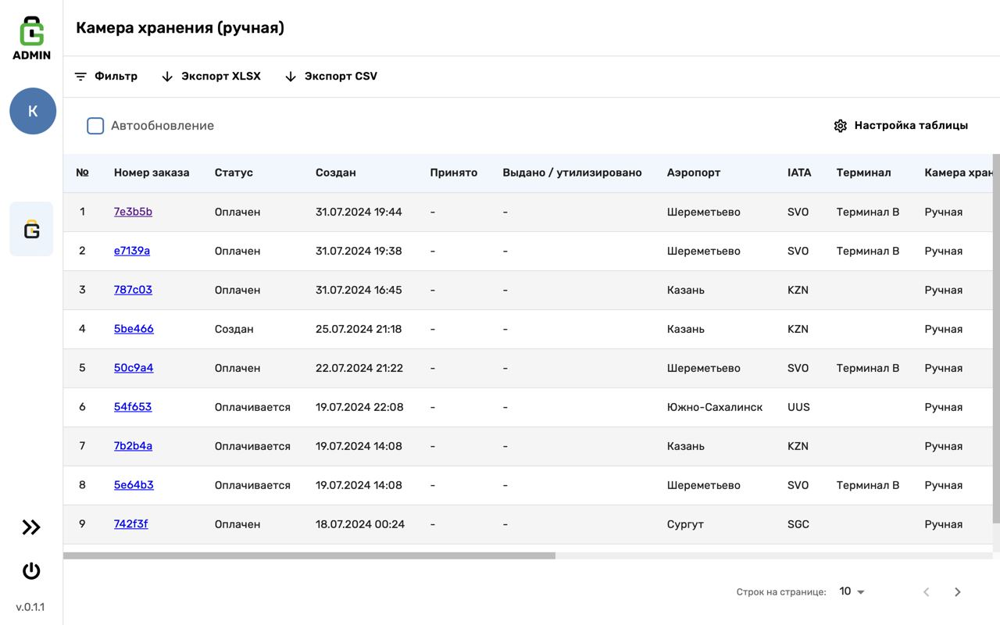 Камера хранения (ручная)
ADMIN
Фильтр Экспорт XLSX Экспорт CSV
K
Автообновление Настройка таблицы
№ Номер заказа Статус Создан Принято Выдано / утилизировано Аэропорт IATA Терминал Камера хран
1 7e3b5b Оплачен 31.07.2024 19:44 - - Шереметьево SVO Терминал B Ручная
2 e7139a Оплачен 31.07.2024 19:38 - - Шереметьево SVO Терминал B Ручная
3 787c03 Оплачен 31.07.2024 16:45 - - Казань KZN Ручная
4 5be466 Создан 25.07.2024 21:18 - - Казань KZN Ручная
5 50c9a4 Оплачен 22.07.2024 21:22 - - Шереметьево SVO Терминал B Ручная
6 54f653 Оплачивается 19.07.2024 22:08 - - Южно-Сахалинск UUS Ручная
7 7b2b4a Оплачивается 19.07.2024 14:08 - - Казань KZN Ручная
8 5e64b3 Оплачивается 19.07.2024 14:08 - - Шереметьево SVO Терминал B Ручная
9 742f3f Оплачен 18.07.2024 00:24 - - Сургут SGC Ручная
Строк на странице: 10
v.0.1.1